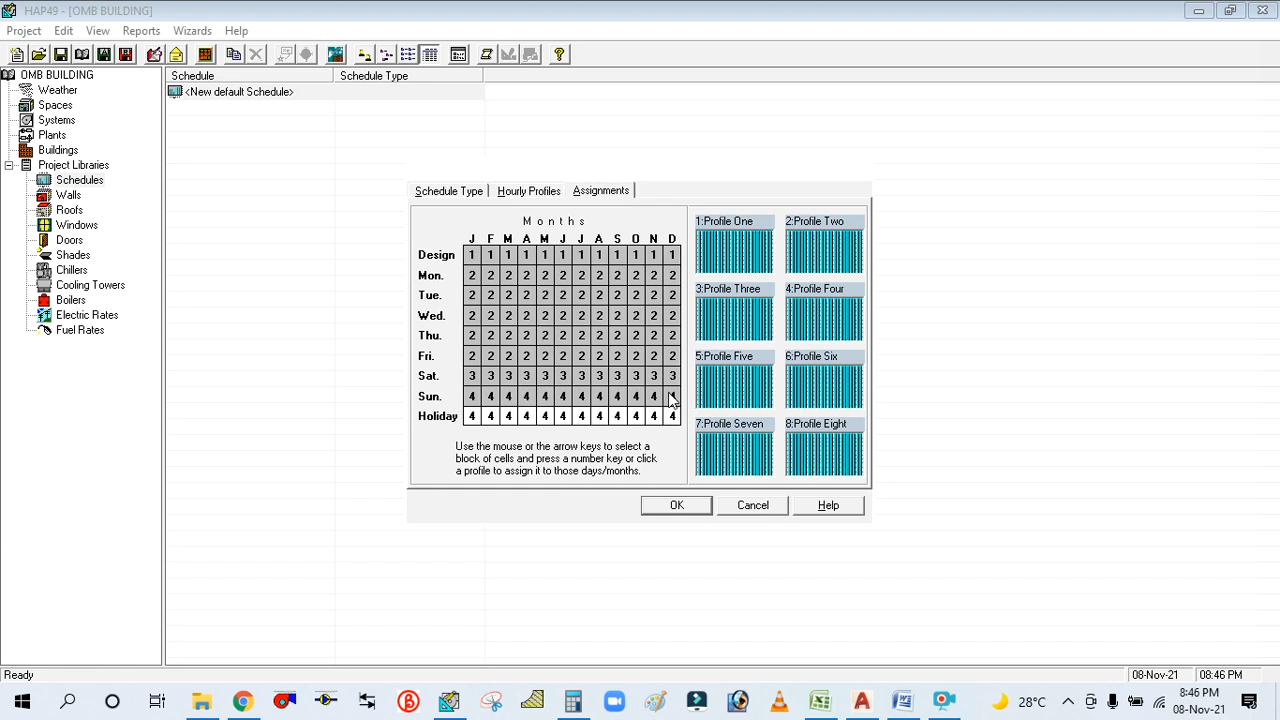 HAP49 - [OMB BUILDING]
Project Edit View Reports Wizards Help
OMB BUILDING
Weather
Spaces
Systems
Plants
Buildings
Project Libraries
Schedules
Walls
Roofs
Windows
Doors
Shades
Chillers
Cooling Towers
Boilers
Electric Rates
Fuel Rates
Schedule Schedule Type
<New default Schedule>
Schedule Type Hourly Profiles Assignments
Months
J F M A M J J A S O N D
Design 1 1 1 1 1 1 1 1 1 1 1 1
Mon. 2 2 2 2 2 2 2 2 2 2 2 2
Tue. 2 2 2 2 2 2 2 2 2 2 2 2
Wed. 2 2 2 2 2 2 2 2 2 2 2 2
Thu. 2 2 2 2 2 2 2 2 2 2 2 2
Fri. 2 2 2 2 2 2 2 2 2 2 2 2
Sat. 3 3 3 3 3 3 3 3 3 3 3 3
Sun. 4 4 4 4 4 4 4 4 4 4 4
Holiday 4 4 4 4 4 4 4 4 4 4 4 4
Use the mouse or the arrow keys to select a
block of cells and press a number key or click
a profile to assign it to those days/months.
1:Profile One 2:Profile Two
3:Profile Three 4:Profile Four
5:Profile Five 6:Profile Six
7:Profile Seven 8:Profile Eight
OK Cancel Help
Ready 08-Nov-21 08:46 PM
28°C 8:46 PM
08-Nov-21